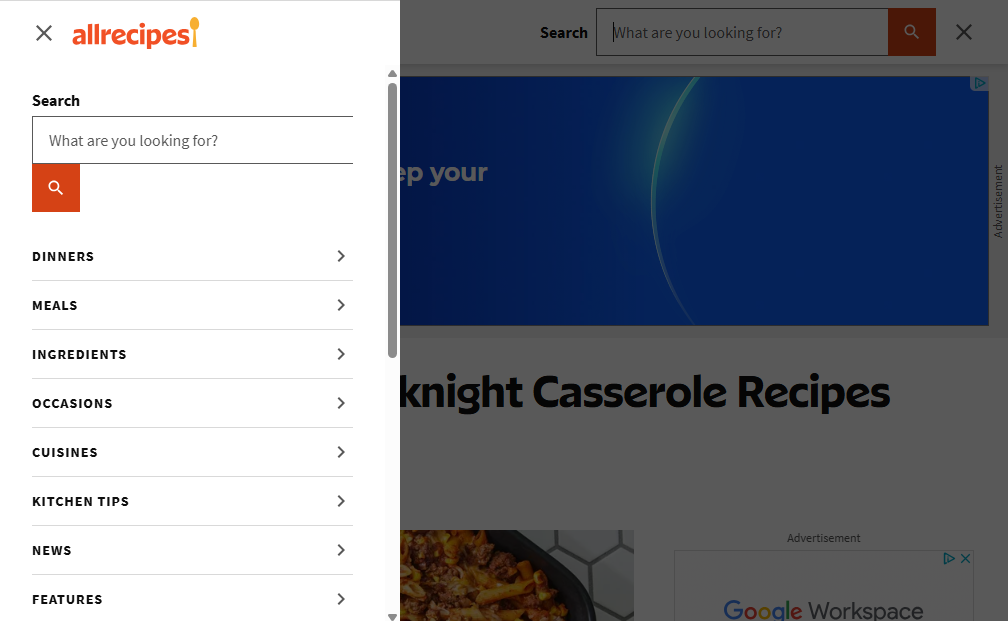 allrecipes
Search
What are you looking for?
DINNERS
MEALS
INGREDIENTS
OCCASIONS
CUISINES
KITCHEN TIPS
NEWS
FEATURES
Search
What are you looking for?
ep your
Advertisement
knight Casserole Recipes
Advertisement
Google Workspace